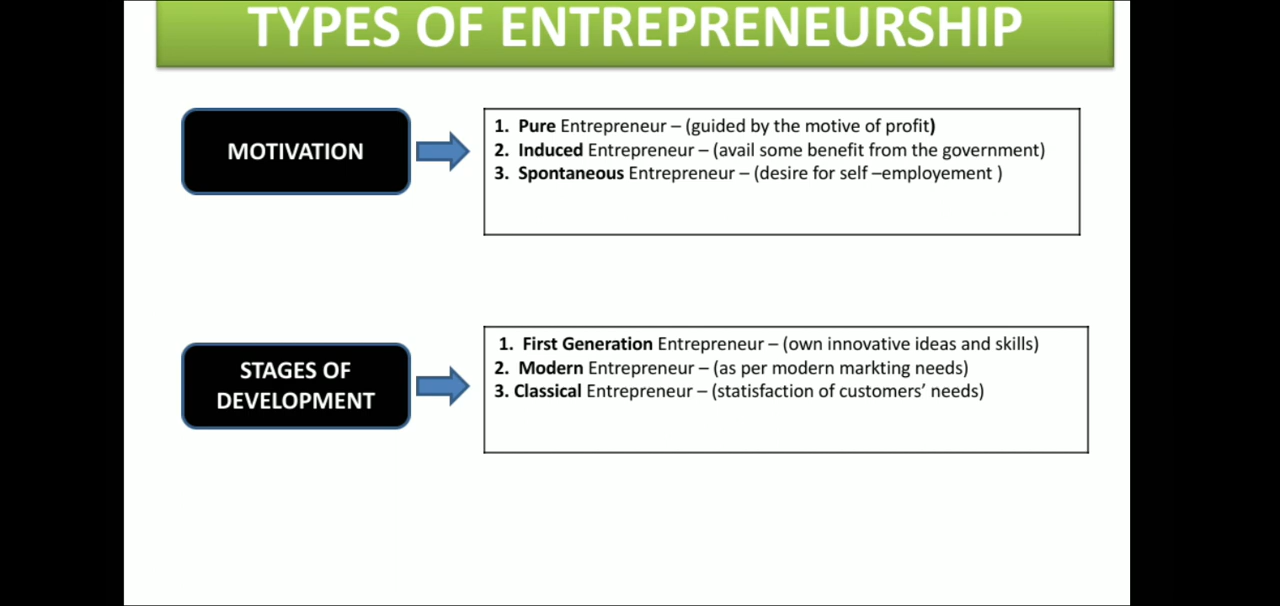 TYPES OF ENTREPRENEURSHIP
MOTIVATION
1. Pure Entrepreneur – (guided by the motive of profit)
2. Induced Entrepreneur – (avail some benefit from the government)
3. Spontaneous Entrepreneur – (desire for self –employement )
STAGES OF
DEVELOPMENT
1. First Generation Entrepreneur – (own innovative ideas and skills)
2. Modern Entrepreneur – (as per modern markting needs)
3. Classical Entrepreneur – (statisfaction of customers’ needs)